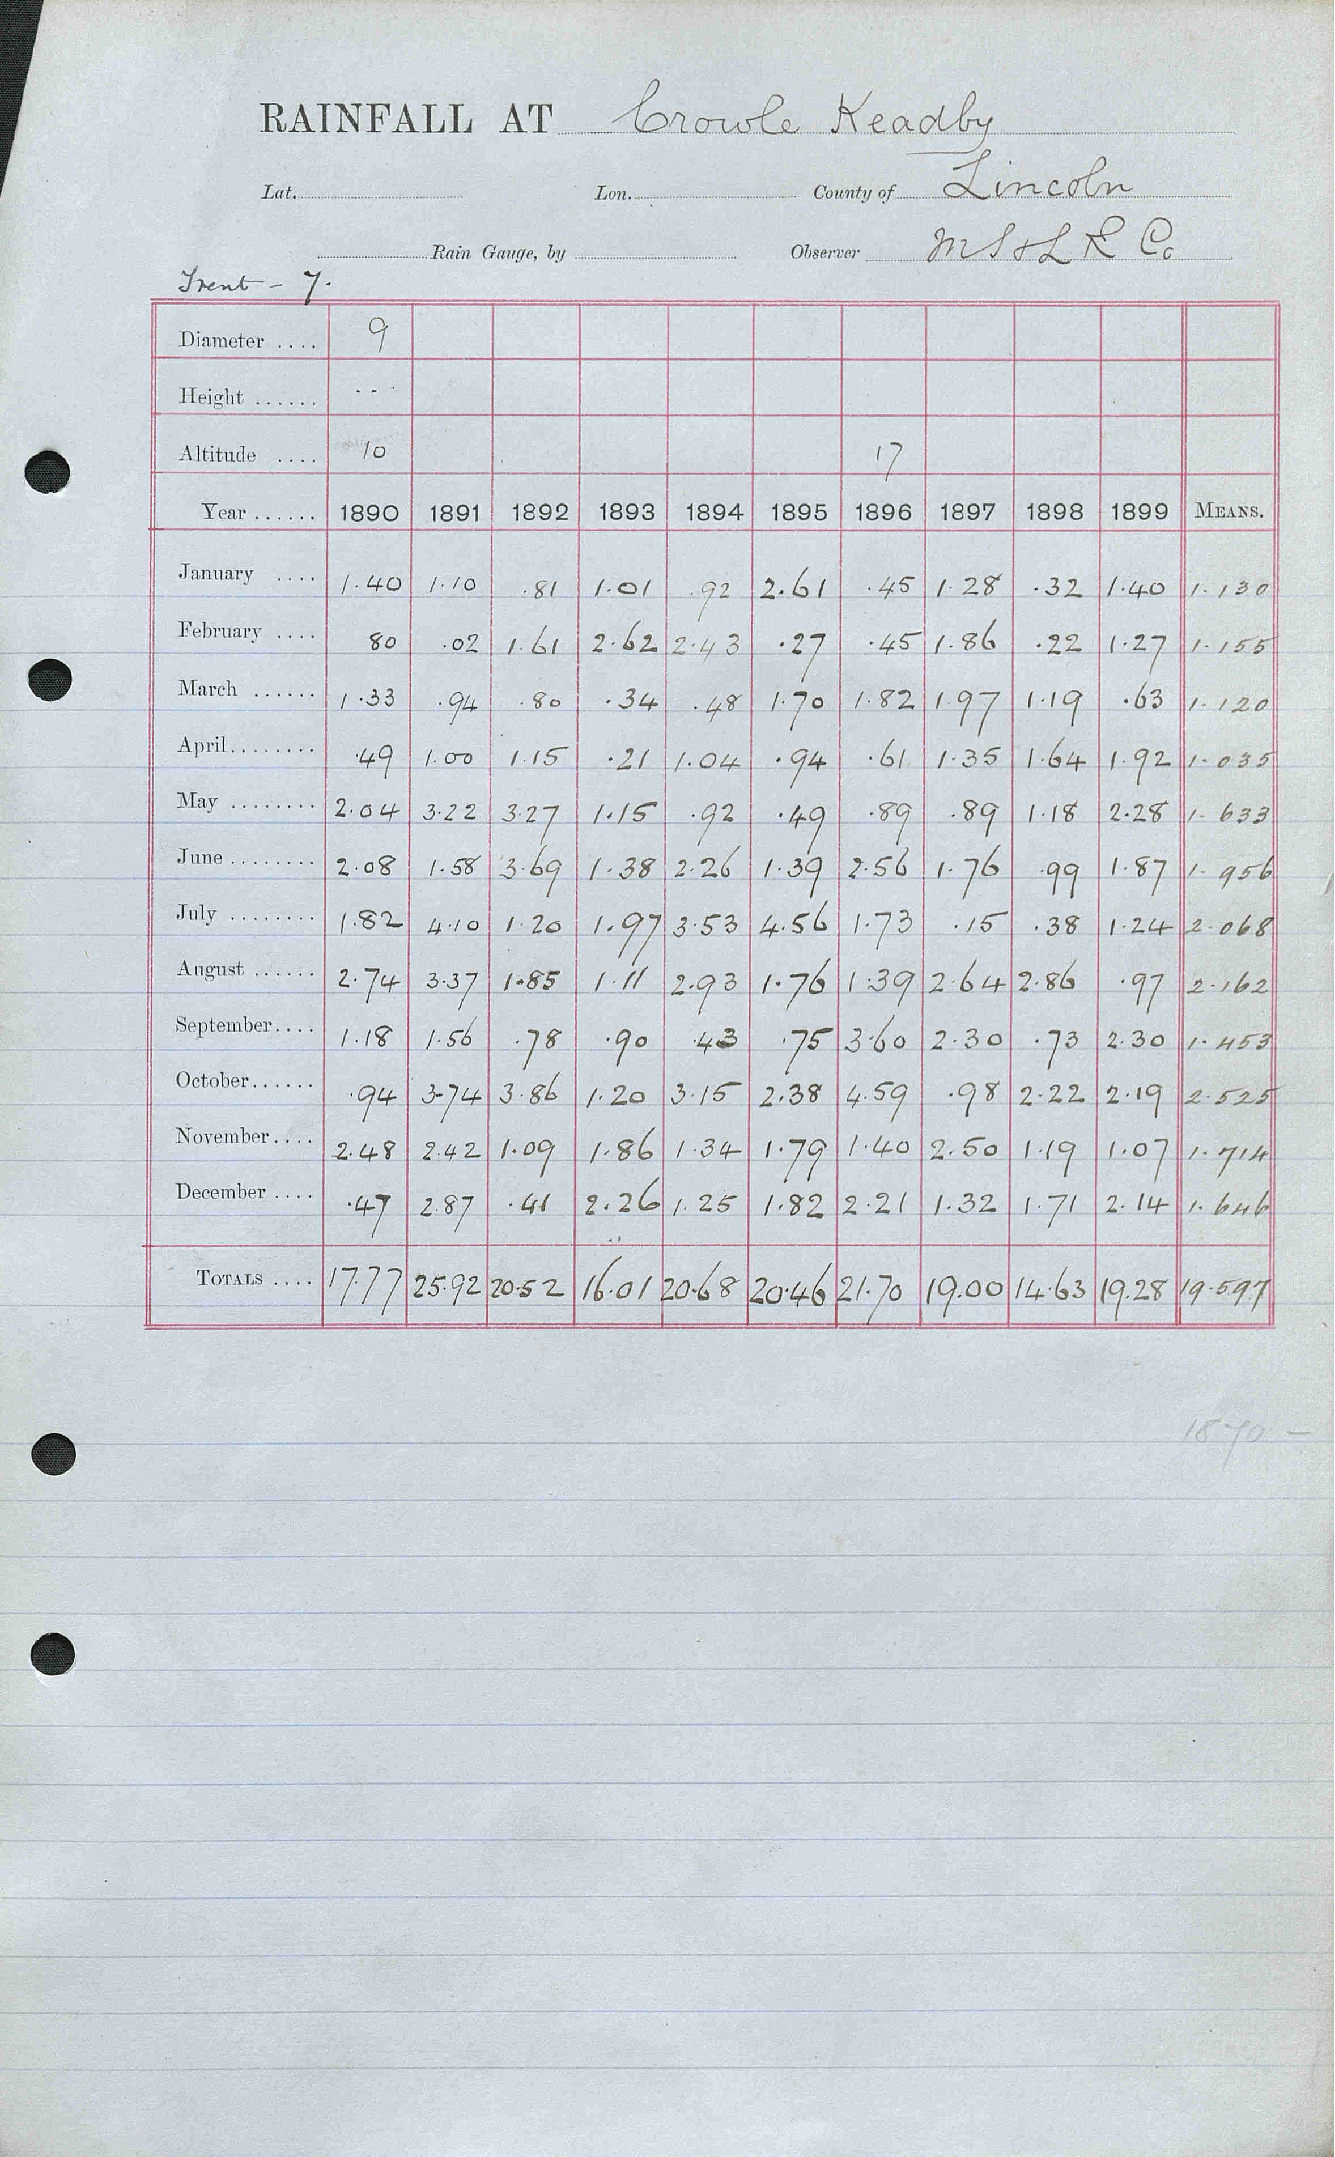 RAINFALL AT Crowle Keadby
Lat. Lon. County of Lincoln
Rain Gauge, by Observer M S & L R Co
Trent - 7.
Diameter .... 9
Height ...... - - -
Altitude .... 10 17
Year ...... 1890 1891 1892 1893 1894 1895 1896 1897 1898 1899 MEANS.
January .... 1.40 1.10 .81 1.01 .92 2.61 .45 1.28 .32 1.40 1.130
February .... 80 .02 1.61 2.62 2.43 .27 .45 1.86 .22 1.27 1.155
March ...... 1.33 .94 .80 .34 .48 1.70 1.82 1.97 1.19 .63 1.120
April........ .49 1.00 1.15 .21 1.04 .94 .61 1.35 1.64 1.92 1.035
May ........ 2.04 3.22 3.27 1.15 .92 .49 .89 .89 1.18 2.28 1.633
June ........ 2.08 1.58 3.69 1.38 2.26 1.39 2.56 1.76 .99 1.87 1.956
July ........ 1.82 4.10 1.20 1.97 3.53 4.56 1.73 .15 .38 1.24 2.068
August ...... 2.74 3.37 1.85 1.11 2.93 1.76 1.39 2.64 2.86 .97 2.162
September.... 1.18 1.56 .78 .90 .43 .75 3.60 2.30 .73 2.30 1.453
October...... .94 3.74 3.86 1.20 3.15 2.38 4.59 .98 2.22 2.19 2.525
November.... 2.48 2.42 1.09 1.86 1.34 1.79 1.40 2.50 1.19 1.07 1.714
December .... .47 2.87 .41 2.26 1.25 1.82 2.21 1.32 1.71 2.14 1.646
TOTALS .... 17.77 25.92 20.52 16.01 20.68 20.46 21.70 19.00 14.63 19.28 19.597
1870 -